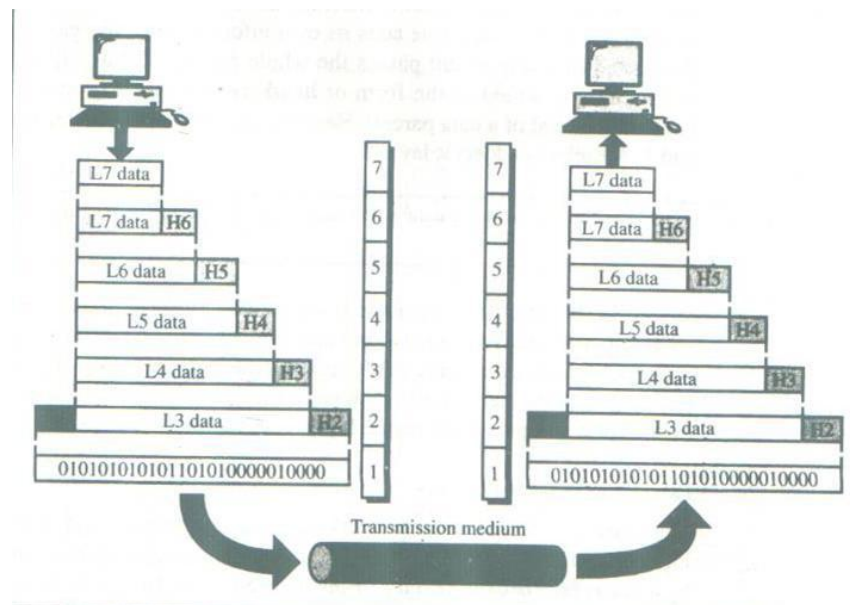 L7 data
L7 data H6
L6 data H5
L5 data H4
L4 data H3
L3 data H2
010101010101101010000010000
7
6
5
4
3
2
1
7
6
5
4
3
2
1
L7 data
L7 data H6
L6 data H5
L5 data H4
L4 data H3
L3 data H2
010101010101101010000010000
Transmission medium